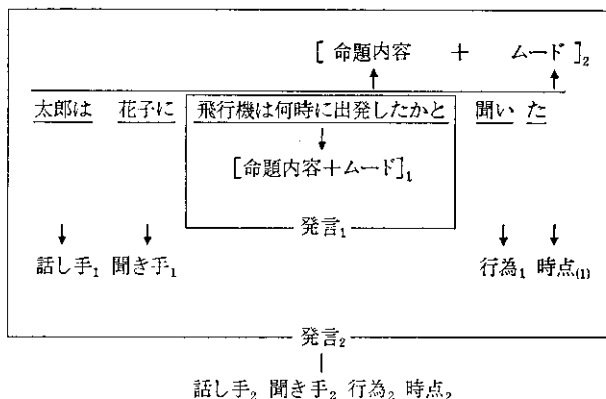 [ 命題内容 + ムード ]₂
太郎は 花子に 飛行機は何時に出発したかと 聞い た
[命題内容+ムード]₁
発言₁
話し手₁ 聞き手₁ 行為₁ 時点₍₁₎
発言₂
話し手₂ 聞き手₂ 行為₂ 時点₂